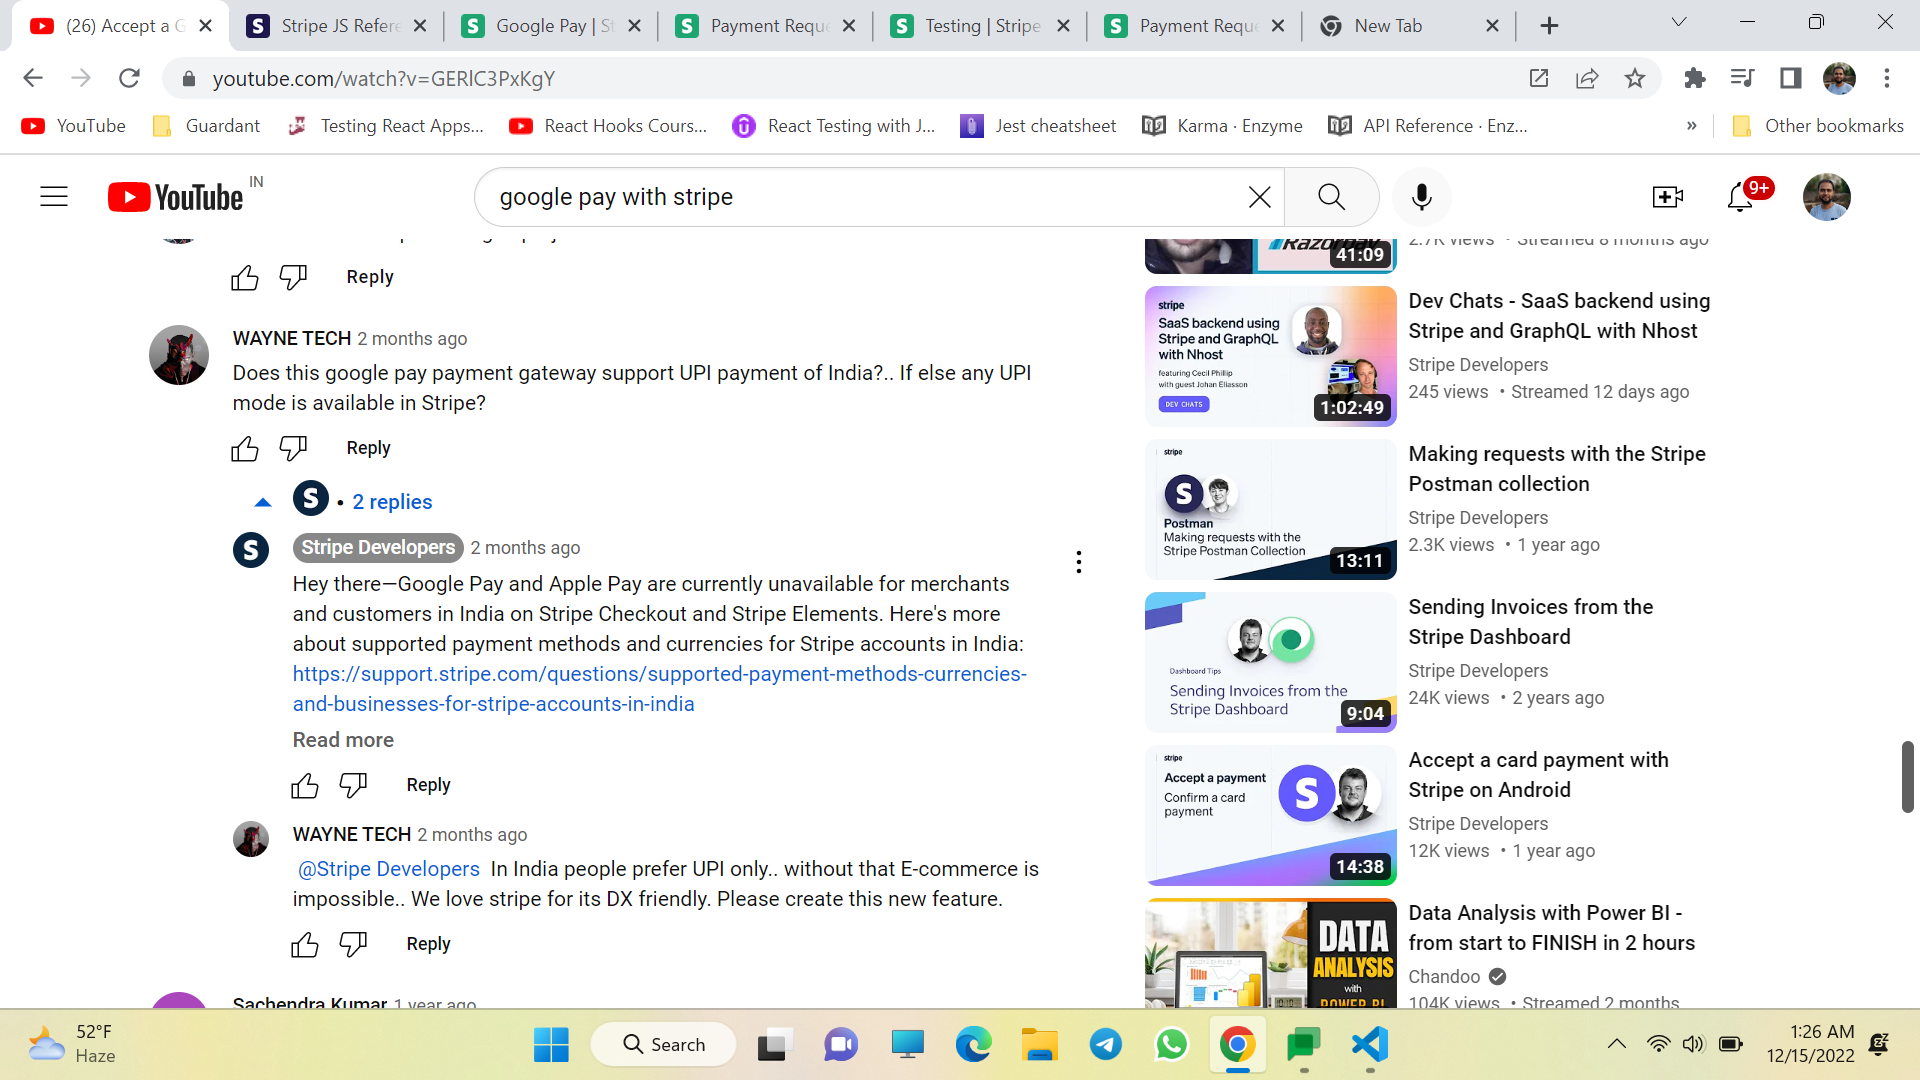 (26) Accept a G
Stripe JS Refere
Google Pay | St
Payment Reque
Testing | Stripe
Payment Reque
New Tab
youtube.com/watch?v=GERlC3PxKgY
YouTube
Guardant
Testing React Apps...
React Hooks Cours...
React Testing with J...
Jest cheatsheet
Karma · Enzyme
API Reference · Enz...
»
Other bookmarks
YouTube IN
google pay with stripe
9+
Reply
WAYNE TECH 2 months ago
Does this google pay payment gateway support UPI payment of India?.. If else any UPI
mode is available in Stripe?
Reply
S • 2 replies
S
Stripe Developers 2 months ago
Hey there—Google Pay and Apple Pay are currently unavailable for merchants
and customers in India on Stripe Checkout and Stripe Elements. Here's more
about supported payment methods and currencies for Stripe accounts in India:
https://support.stripe.com/questions/supported-payment-methods-currencies-
and-businesses-for-stripe-accounts-in-india
Read more
Reply
WAYNE TECH 2 months ago
@Stripe Developers In India people prefer UPI only.. without that E-commerce is
impossible.. We love stripe for its DX friendly. Please create this new feature.
Reply
Sachendra Kumar 1 year ago
Razorpay
41:09
2.7K views • Streamed 8 months ago
stripe
SaaS backend using
Stripe and GraphQL
with Nhost
featuring Cecil Phillip
with guest Johan Eliasson
DEV CHATS
1:02:49
Dev Chats - SaaS backend using
Stripe and GraphQL with Nhost
Stripe Developers
245 views • Streamed 12 days ago
stripe
S
Postman
Making requests with the
Stripe Postman Collection
13:11
Making requests with the Stripe
Postman collection
Stripe Developers
2.3K views • 1 year ago
Dashboard Tips
Sending Invoices from the
Stripe Dashboard
9:04
Sending Invoices from the
Stripe Dashboard
Stripe Developers
24K views • 2 years ago
stripe
Accept a payment
Confirm a card
payment
S
14:38
Accept a card payment with
Stripe on Android
Stripe Developers
12K views • 1 year ago
DATA
ANALYSIS
with
POWER BI
Data Analysis with Power BI -
from start to FINISH in 2 hours
Chandoo
104K views • Streamed 2 months
52°F
Haze
Search
1:26 AM
12/15/2022